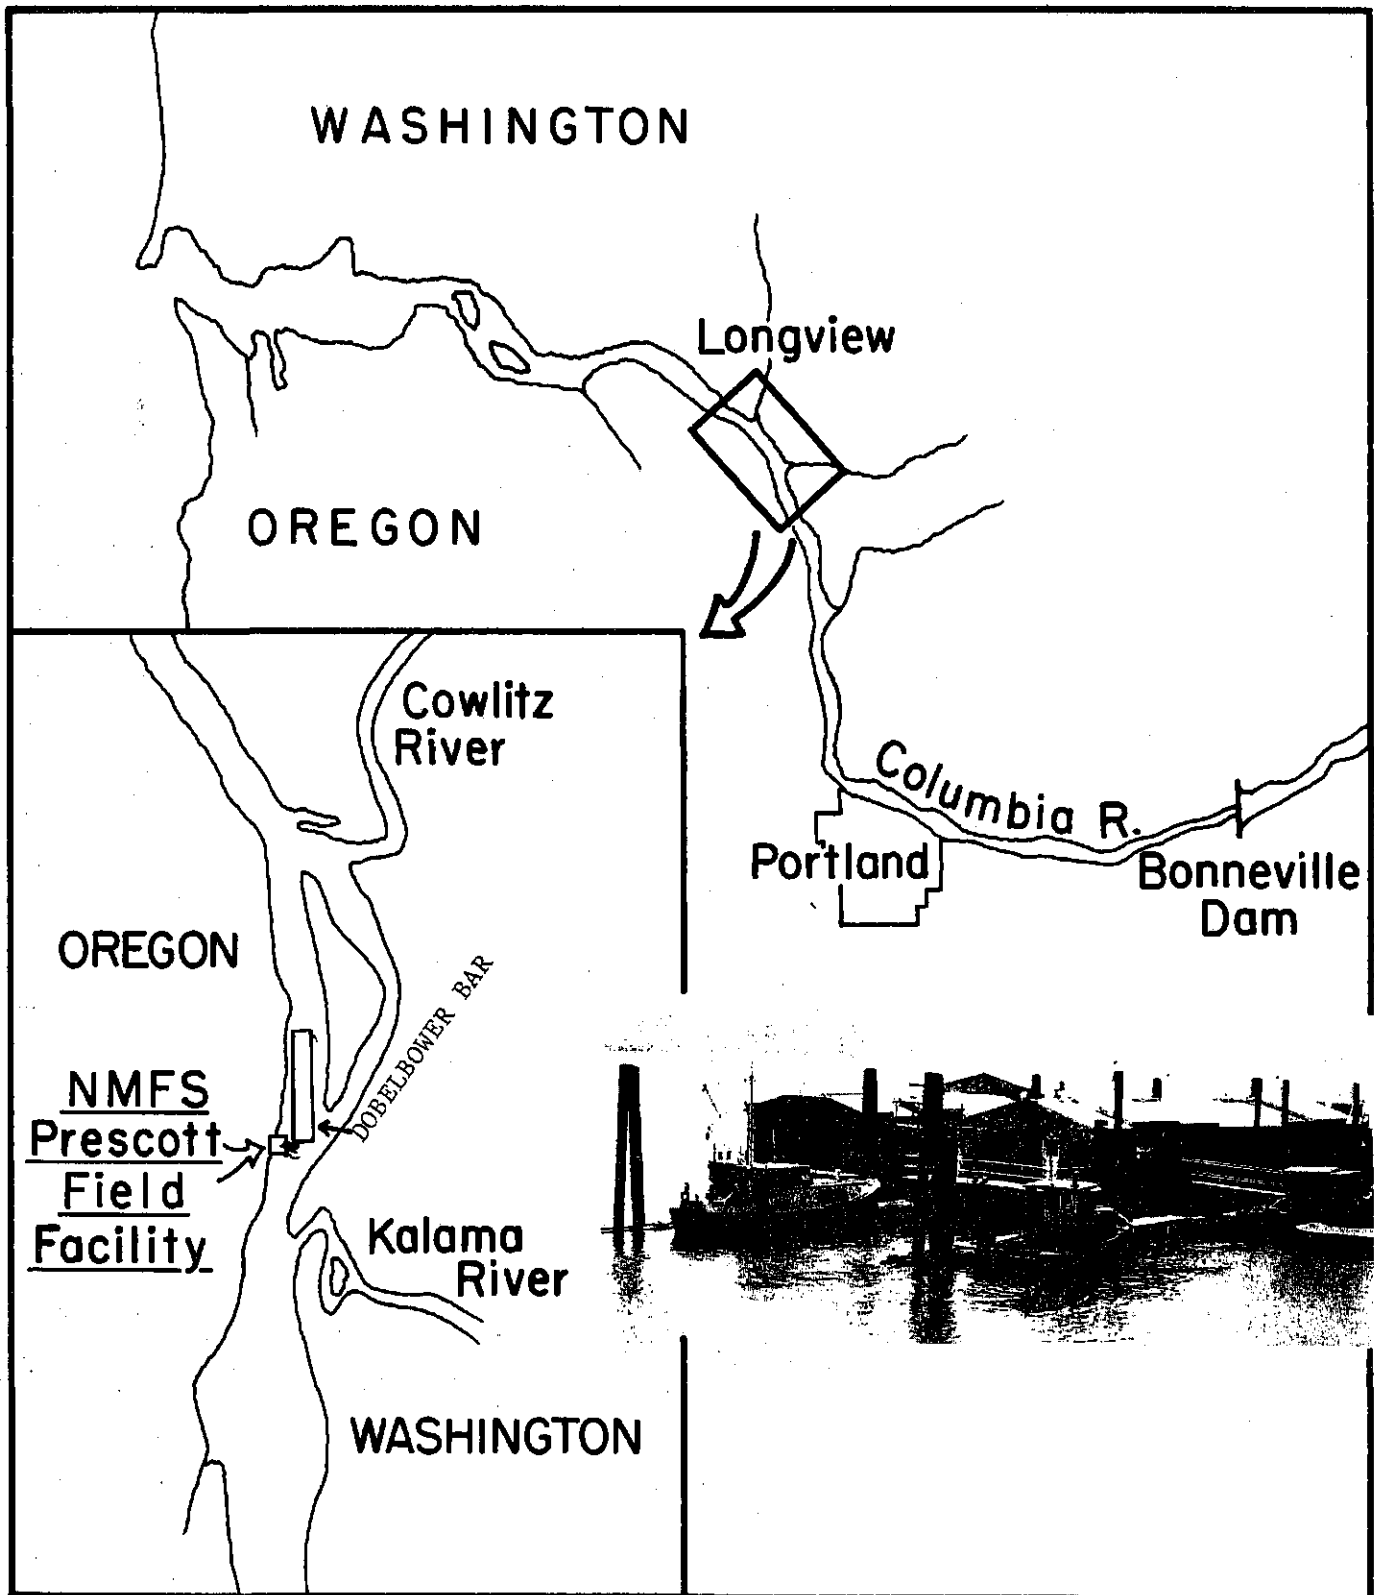 WASHINGTON
Longview
OREGON
Cowlitz
River
Columbia R.
Portland
Bonneville
Dam
OREGON
DOBELBOWER BAR
NMFS
Prescott
Field
Facility
Kalama
River
WASHINGTON